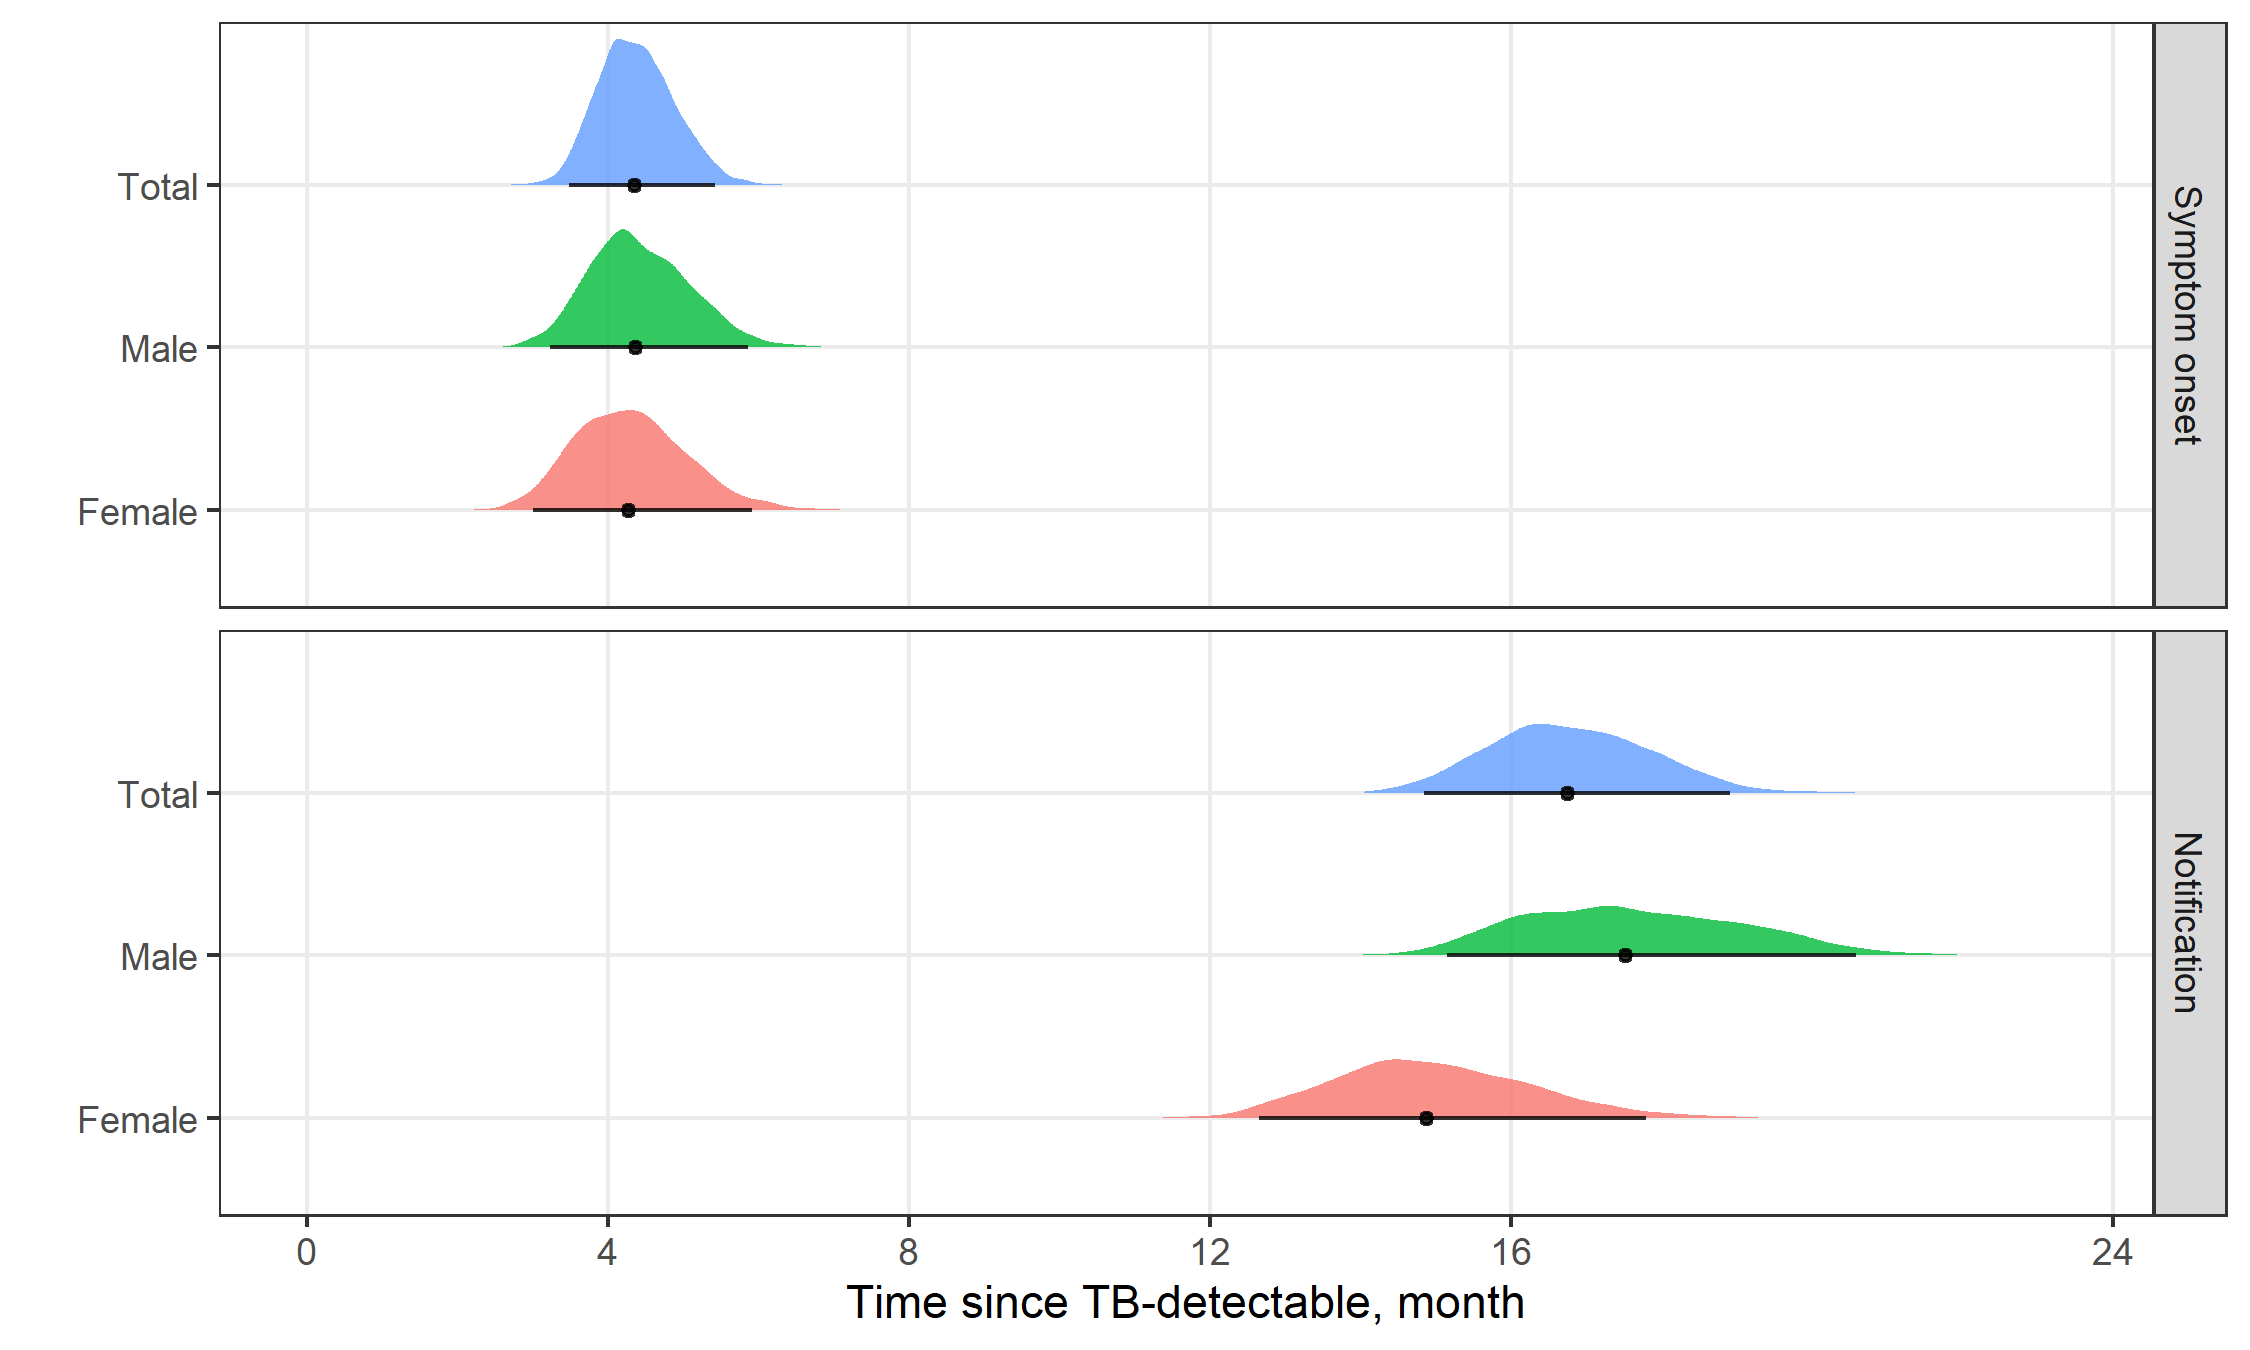 Total
Male
Female
Symptom onset
Total
Male
Female
Notification
0 4 8 12 16 24
Time since TB-detectable, month